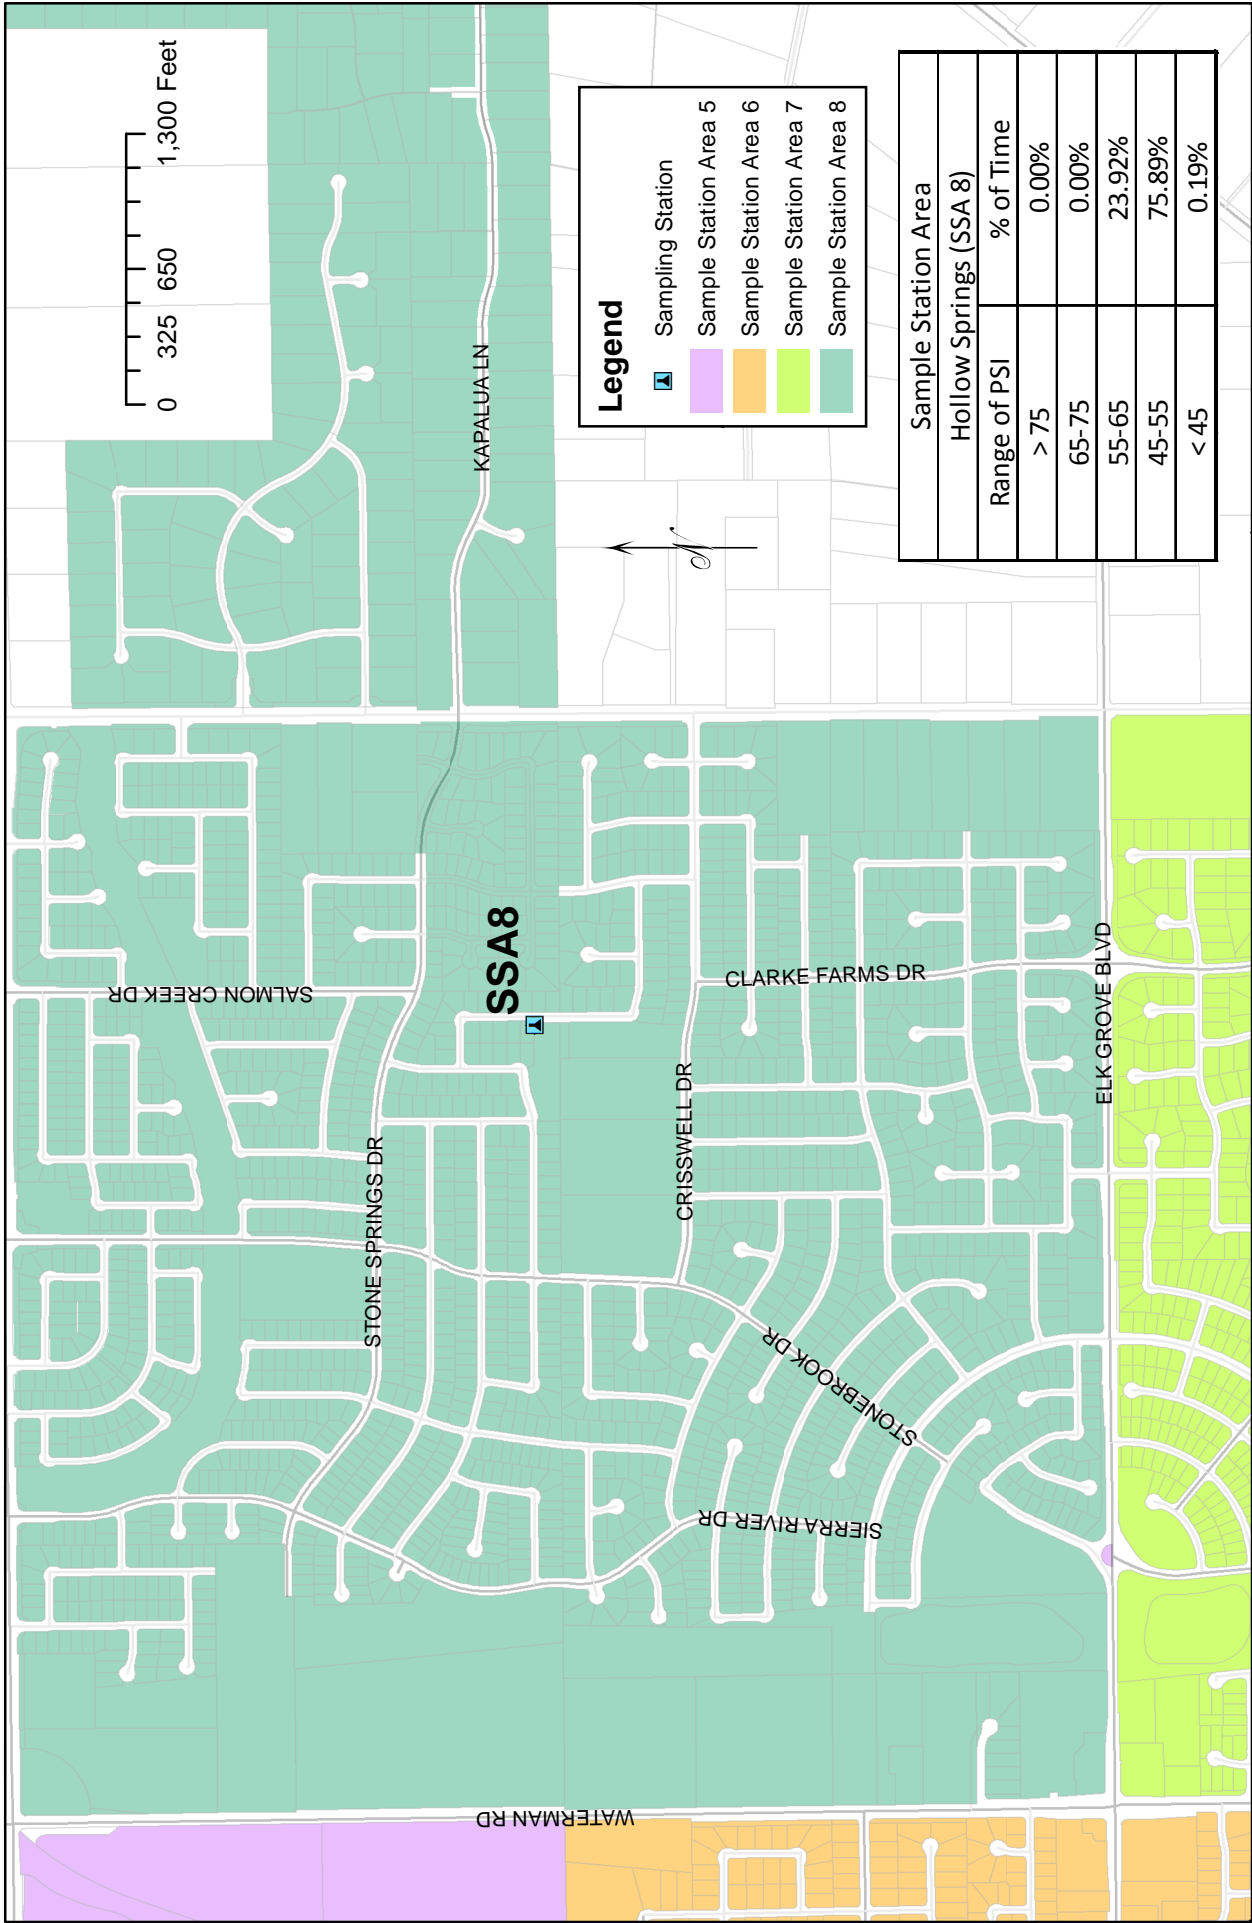 0 325 650 1,300 Feet
KAPALUA LN
SALMON CREEK DR
STONE SPRINGS DR
SSA8
CRISSWELL DR
CLARKE FARMS DR
STONEBROOK DR
SIERRA RIVER DR
ELK GROVE BLVD
WATERMAN RD
N
Legend
Sampling Station
Sample Station Area 5
Sample Station Area 6
Sample Station Area 7
Sample Station Area 8
Sample Station Area
Hollow Springs (SSA 8)
Range of PSI % of Time
> 75 0.00%
65-75 0.00%
55-65 23.92%
45-55 75.89%
< 45 0.19%